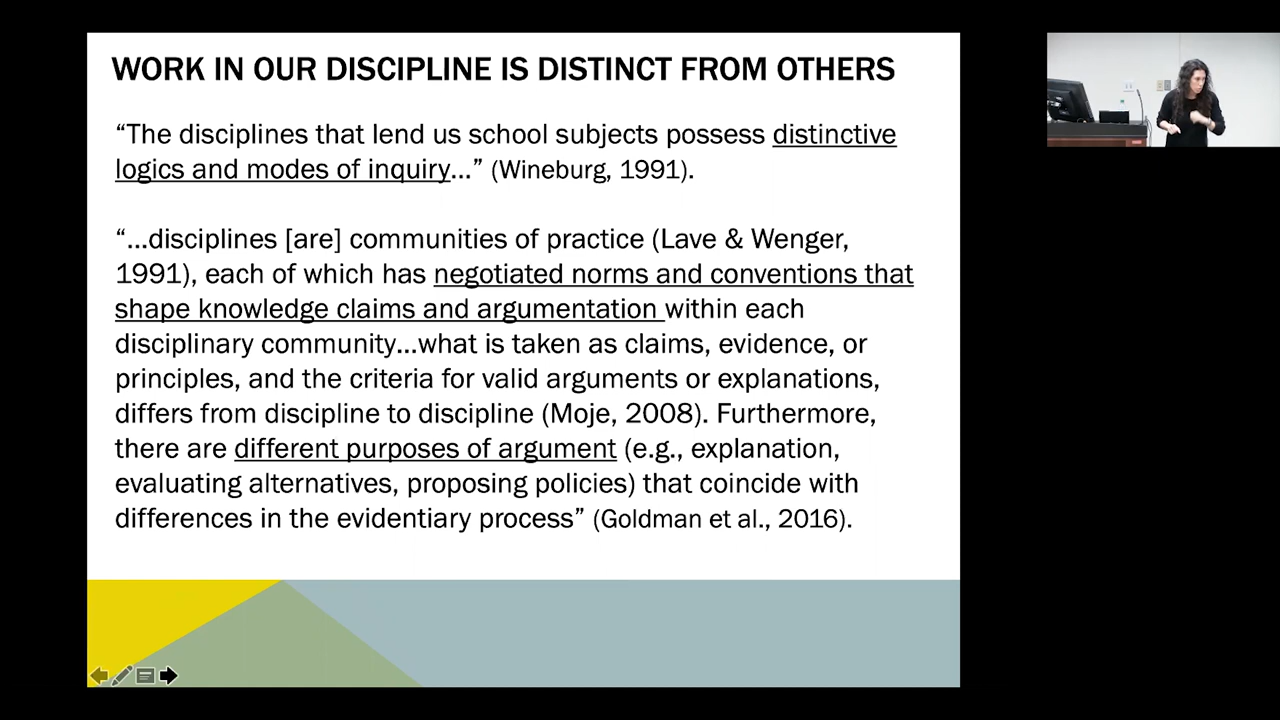 WORK IN OUR DISCIPLINE IS DISTINCT FROM OTHERS
“The disciplines that lend us school subjects possess distinctive
logics and modes of inquiry...” (Wineburg, 1991).
“...disciplines [are] communities of practice (Lave & Wenger,
1991), each of which has negotiated norms and conventions that
shape knowledge claims and argumentation within each
disciplinary community...what is taken as claims, evidence, or
principles, and the criteria for valid arguments or explanations,
differs from discipline to discipline (Moje, 2008). Furthermore,
there are different purposes of argument (e.g., explanation,
evaluating alternatives, proposing policies) that coincide with
differences in the evidentiary process” (Goldman et al., 2016).